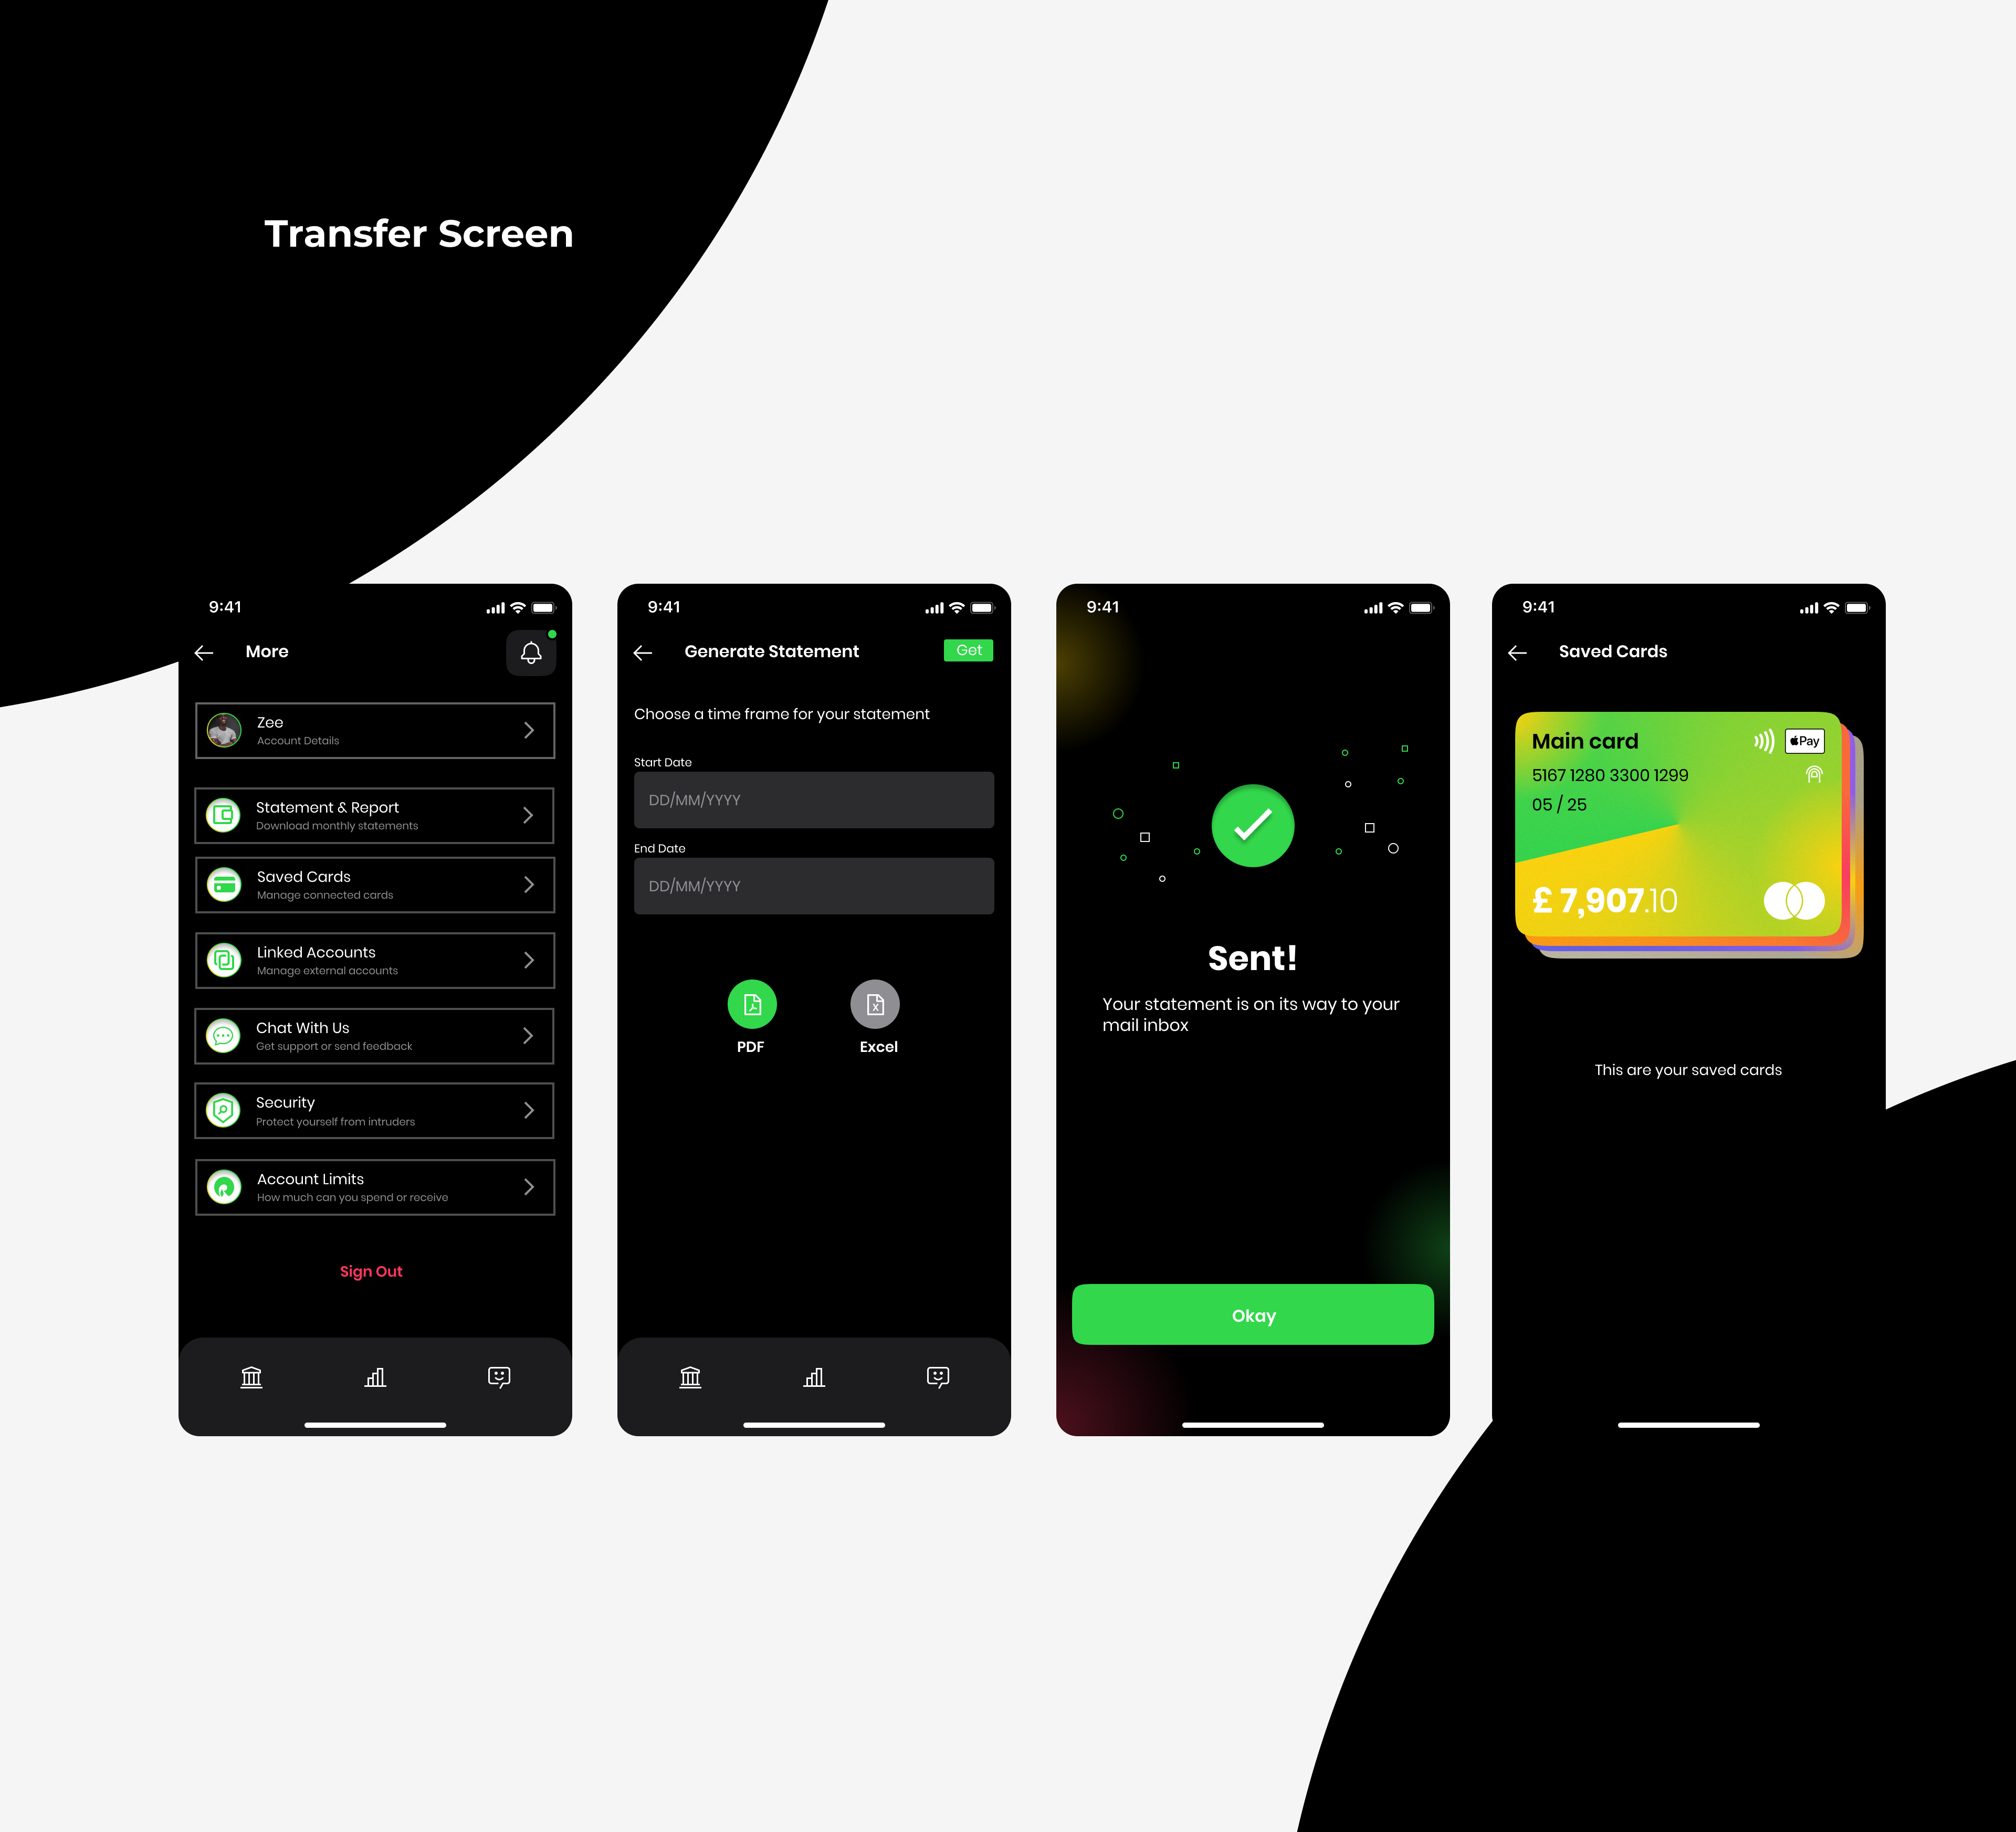 Transfer Screen
9:41
More
Zee
Account Details
Statement & Report
Download monthly statements
Saved Cards
Manage connected cards
Linked Accounts
Manage external accounts
Chat With Us
Get support or send feedback
Security
Protect yourself from intruders
Account Limits
How much can you spend or receive
Sign Out
9:41
Generate Statement
Get
Choose a time frame for your statement
Start Date
DD/MM/YYYY
End Date
DD/MM/YYYY
PDF
Excel
9:41
Sent!
Your statement is on its way to your
mail inbox
Okay
9:41
Saved Cards
Main card
Pay
5167 1280 3300 1299
05 / 25
£ 7,907.10
This are your saved cards